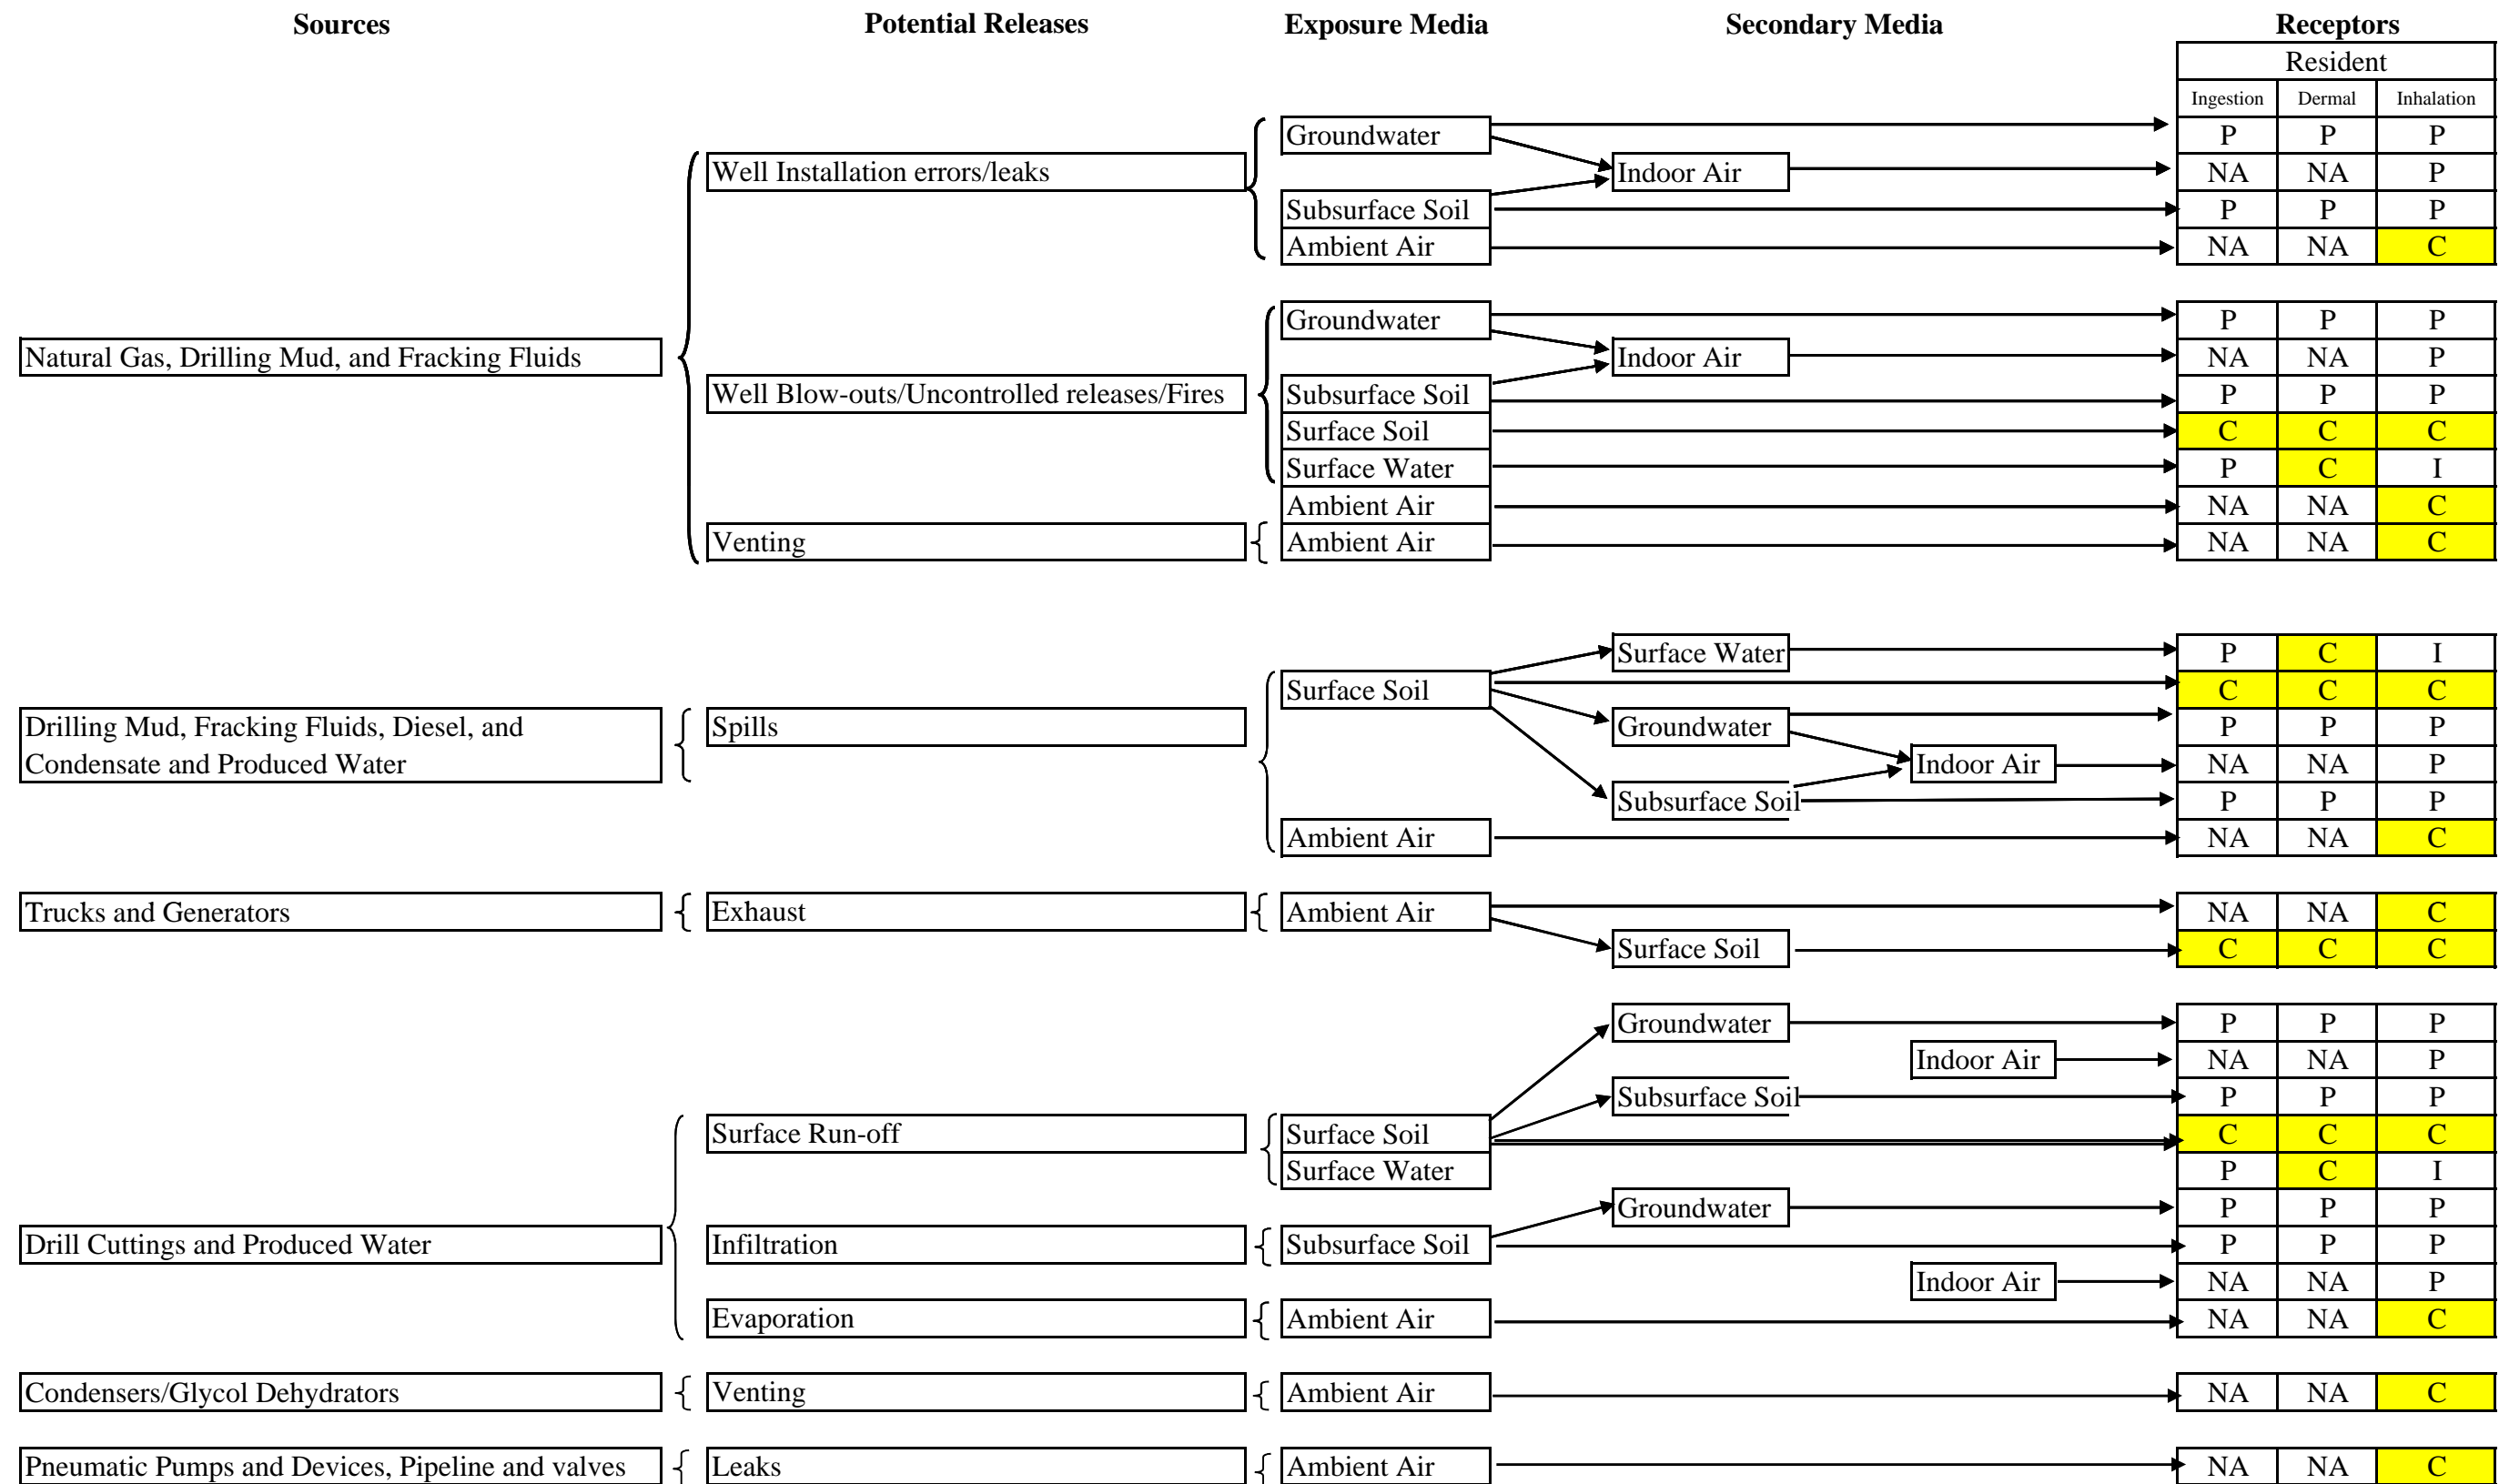 Sources Potential Releases Exposure Media Secondary Media Receptors
Resident
Ingestion Dermal Inhalation
Groundwater P P P
Well Installation errors/leaks Indoor Air NA NA P
Subsurface Soil P P P
Ambient Air NA NA C
Groundwater P P P
Natural Gas, Drilling Mud, and Fracking Fluids Indoor Air NA NA P
Well Blow-outs/Uncontrolled releases/Fires Subsurface Soil P P P
Surface Soil C C C
Surface Water P C I
Ambient Air NA NA C
Venting Ambient Air NA NA C
Surface Water P C I
Surface Soil C C C
Drilling Mud, Fracking Fluids, Diesel, and Spills Groundwater P P P
Condensate and Produced Water Indoor Air NA NA P
Subsurface Soil P P P
Ambient Air NA NA C
Trucks and Generators Exhaust Ambient Air NA NA C
Surface Soil C C C
Groundwater P P P
Indoor Air NA NA P
Subsurface Soil P P P
Surface Run-off Surface Soil C C C
Surface Water P C I
Groundwater P P P
Drill Cuttings and Produced Water Infiltration Subsurface Soil P P P
Indoor Air NA NA P
Evaporation Ambient Air NA NA C
Condensers/Glycol Dehydrators Venting Ambient Air NA NA C
Pneumatic Pumps and Devices, Pipeline and valves Leaks Ambient Air NA NA C